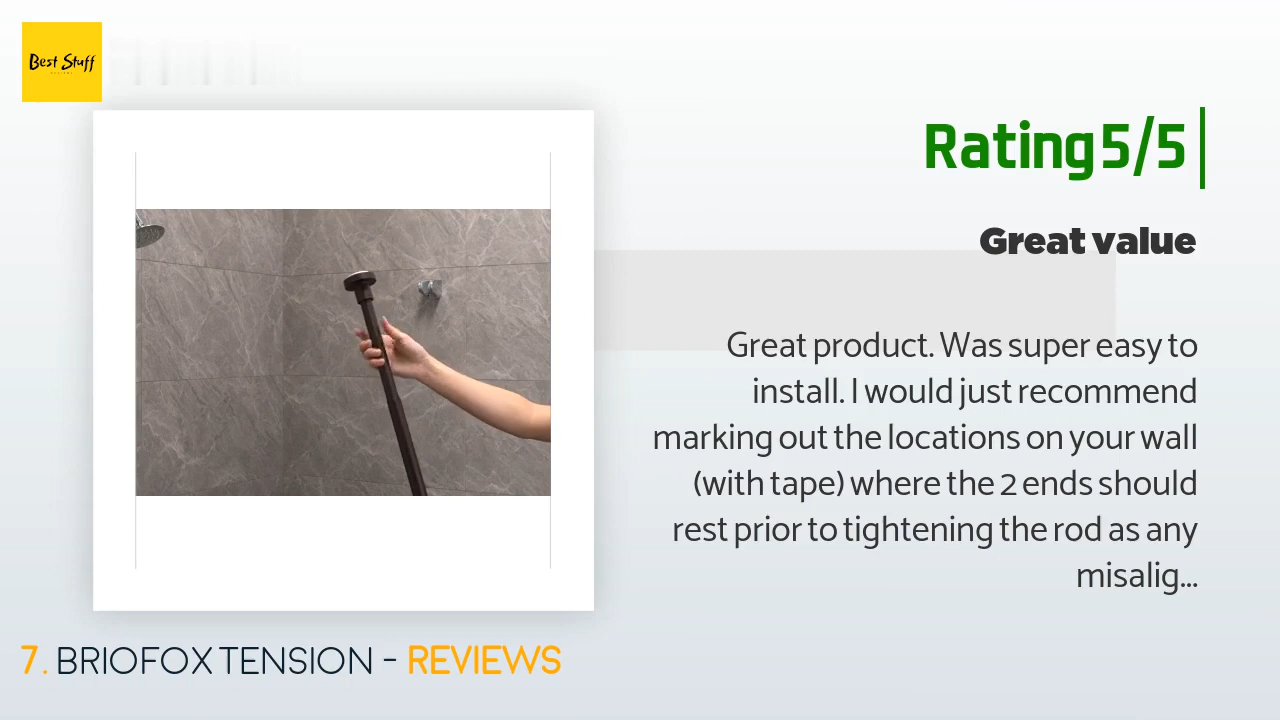 Best Stuff
Rating 5/5
Great value
Great product. Was super easy to
install. I would just recommend
marking out the locations on your wall
(with tape) where the 2 ends should
rest prior to tightening the rod as any
misalig...
7. BRIOFOX TENSION - REVIEWS